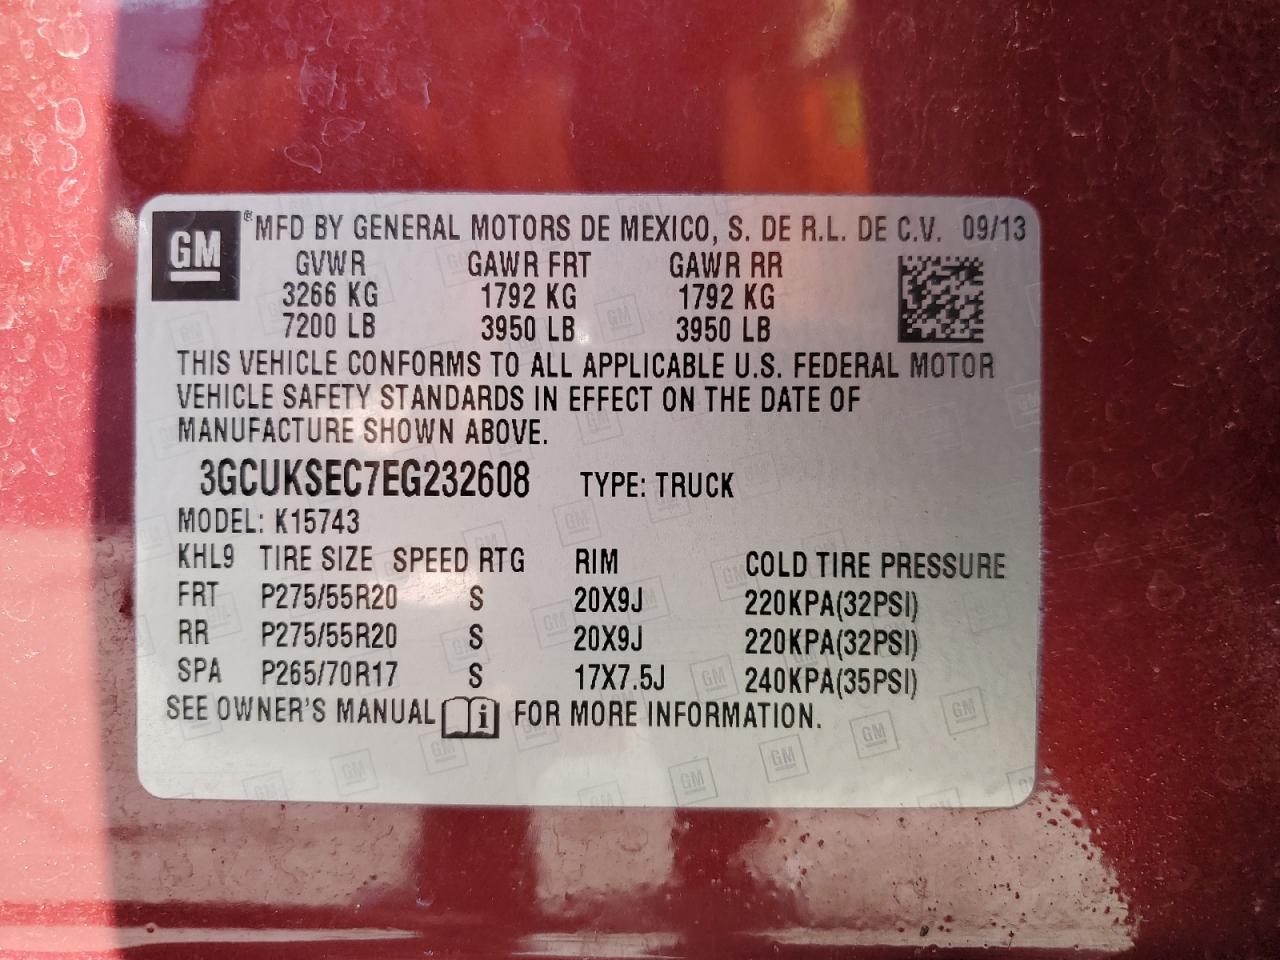 GM ® MFD BY GENERAL MOTORS DE MEXICO, S. DE R.L. DE C.V. 09/13
GVWR GAWR FRT GAWR RR
3266 KG 1792 KG 1792 KG
7200 LB 3950 LB 3950 LB
THIS VEHICLE CONFORMS TO ALL APPLICABLE U.S. FEDERAL MOTOR
VEHICLE SAFETY STANDARDS IN EFFECT ON THE DATE OF
MANUFACTURE SHOWN ABOVE.
3GCUKSEC7EG232608 TYPE: TRUCK
MODEL: K15743
KHL9 TIRE SIZE SPEED RTG RIM COLD TIRE PRESSURE
FRT P275/55R20 S 20X9J 220KPA(32PSI)
RR P275/55R20 S 20X9J 220KPA(32PSI)
SPA P265/70R17 S 17X7.5J 240KPA(35PSI)
SEE OWNER'S MANUAL i FOR MORE INFORMATION.